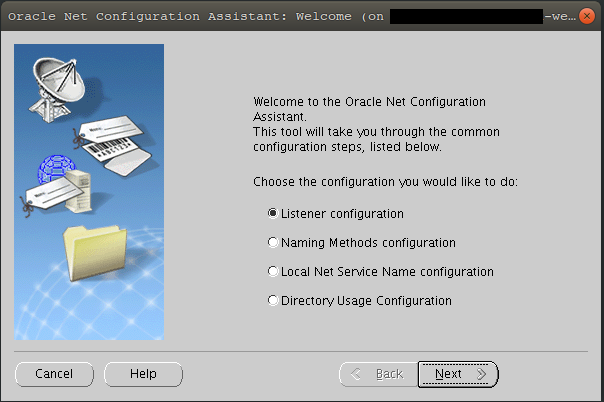 Oracle Net Configuration Assistant: Welcome (on -we...
Welcome to the Oracle Net Configuration
Assistant.
This tool will take you through the common
configuration steps, listed below.
Choose the configuration you would like to do:
Listener configuration
Naming Methods configuration
Local Net Service Name configuration
Directory Usage Configuration
Cancel
Help
Back
Next